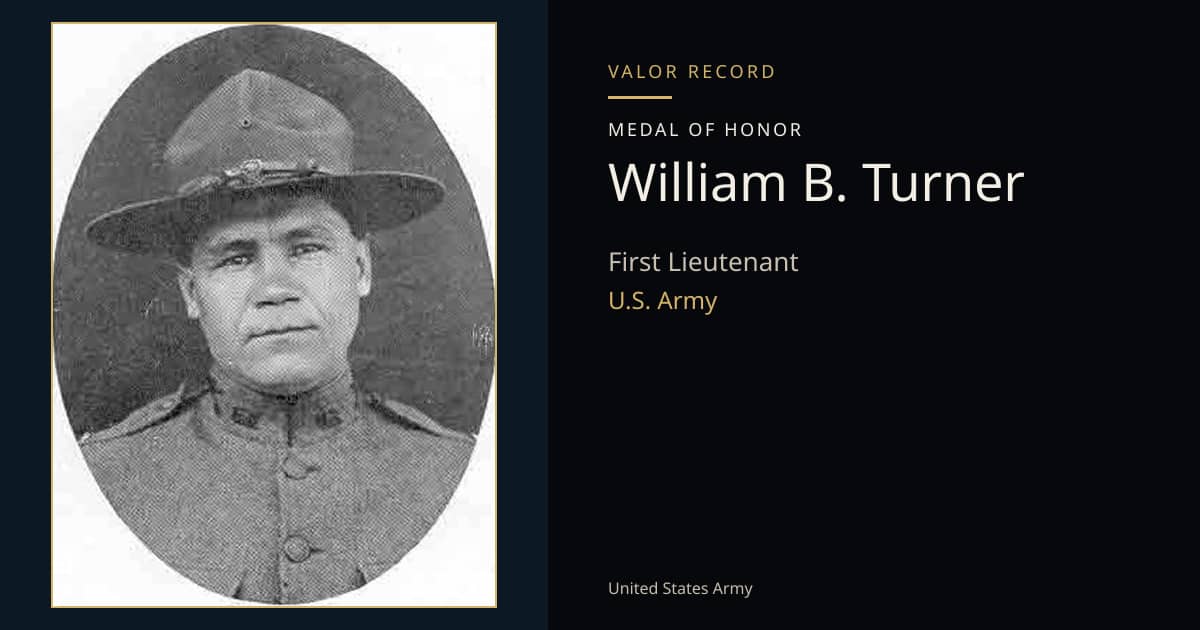 VALOR RECORD
MEDAL OF HONOR
William B. Turner
First Lieutenant
U.S. Army
United States Army